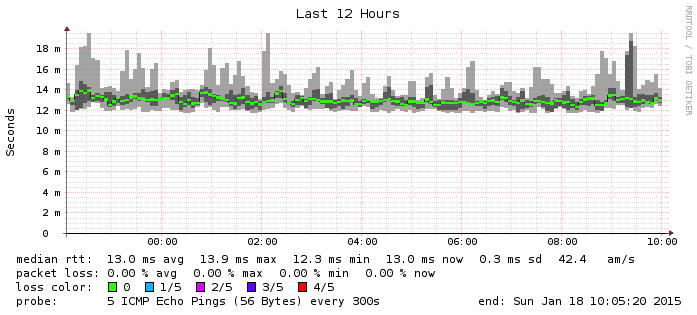 Last 12 Hours
RRDTOOL / TOBI OETIKER
Seconds
18 m
16 m
14 m
12 m
10 m
8 m
6 m
4 m
2 m
0
00:00 02:00 04:00 06:00 08:00 10:00
median rtt: 13.0 ms avg 13.9 ms max 12.3 ms min 13.0 ms now 0.3 ms sd 42.4 am/s
packet loss: 0.00 % avg 0.00 % max 0.00 % min 0.00 % now
loss color: 0 1/5 2/5 3/5 4/5
probe: 5 ICMP Echo Pings (56 Bytes) every 300s end: Sun Jan 18 10:05:20 2015